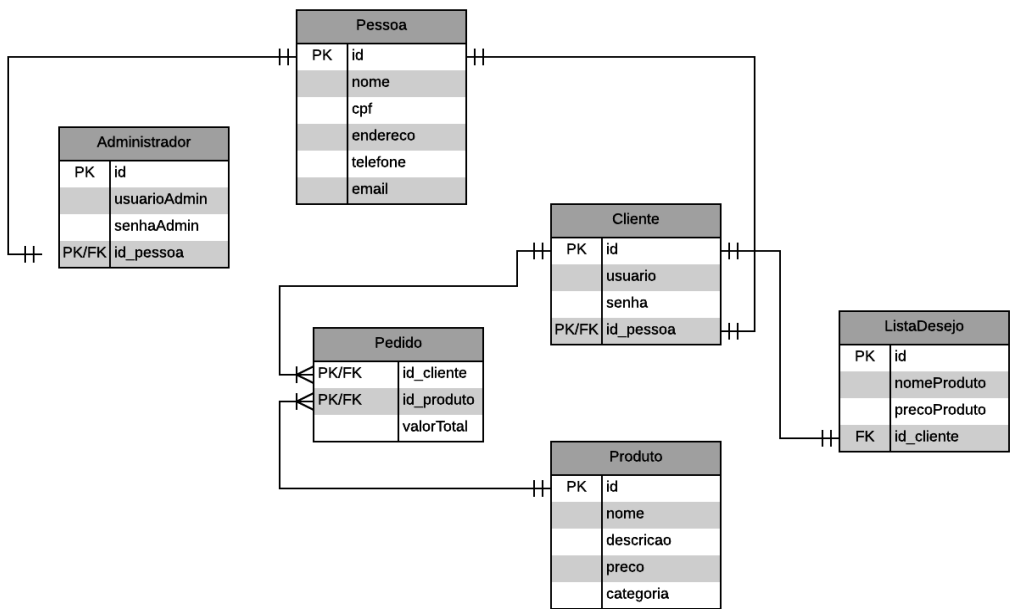 Pessoa
PK id
nome
cpf
endereco
telefone
email
Administrador
PK id
usuarioAdmin
senhaAdmin
PK/FK id_pessoa
Cliente
PK id
usuario
senha
PK/FK id_pessoa
ListaDesejo
PK id
nomeProduto
precoProduto
FK id_cliente
Pedido
PK/FK id_cliente
PK/FK id_produto
valorTotal
Produto
PK id
nome
descricao
preco
categoria